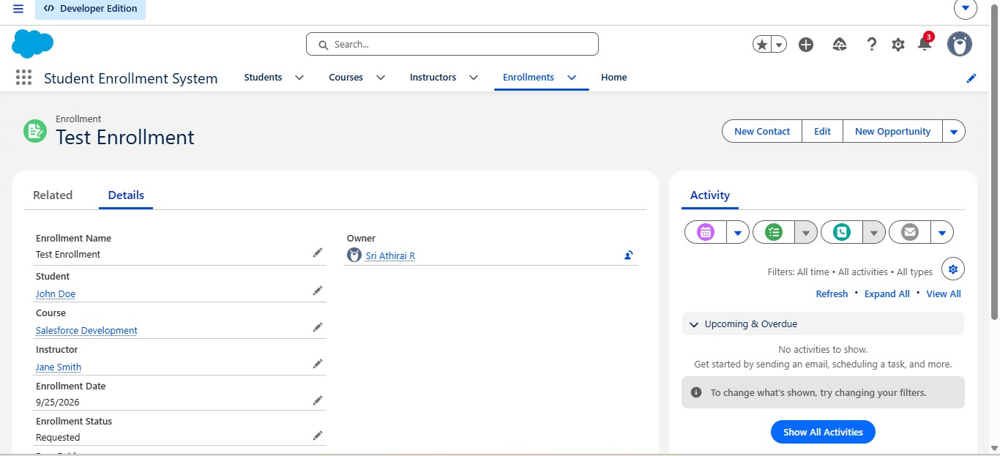 </> Developer Edition
Search...
3
Student Enrollment System Students Courses Instructors Enrollments Home
Enrollment
Test Enrollment
New Contact Edit New Opportunity
Related Details
Enrollment Name
Test Enrollment
Owner
Sri Athirai R
Student
John Doe
Course
Salesforce Development
Instructor
Jane Smith
Enrollment Date
9/25/2026
Enrollment Status
Requested
Activity
Filters: All time • All activities • All types
Refresh • Expand All • View All
Upcoming & Overdue
No activities to show.
Get started by sending an email, scheduling a task, and more.
To change what's shown, try changing your filters.
Show All Activities